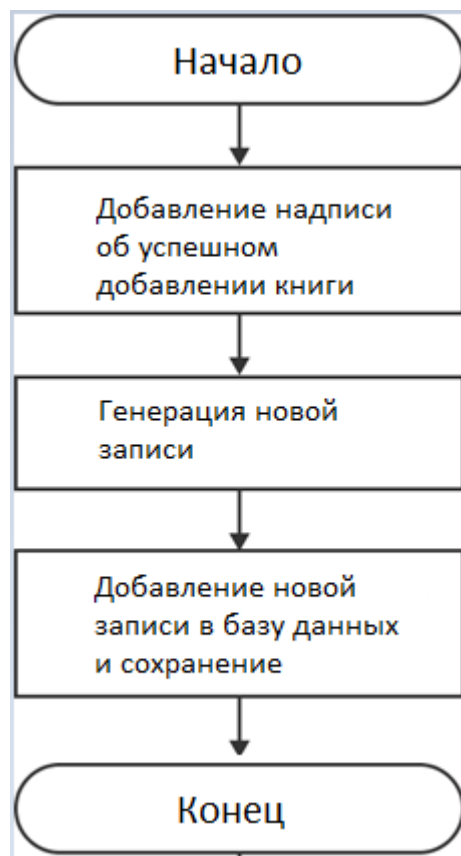 Начало
Добавление надписи
об успешном
добавлении книги
Генерация новой
записи
Добавление новой
записи в базу данных
и сохранение
Конец